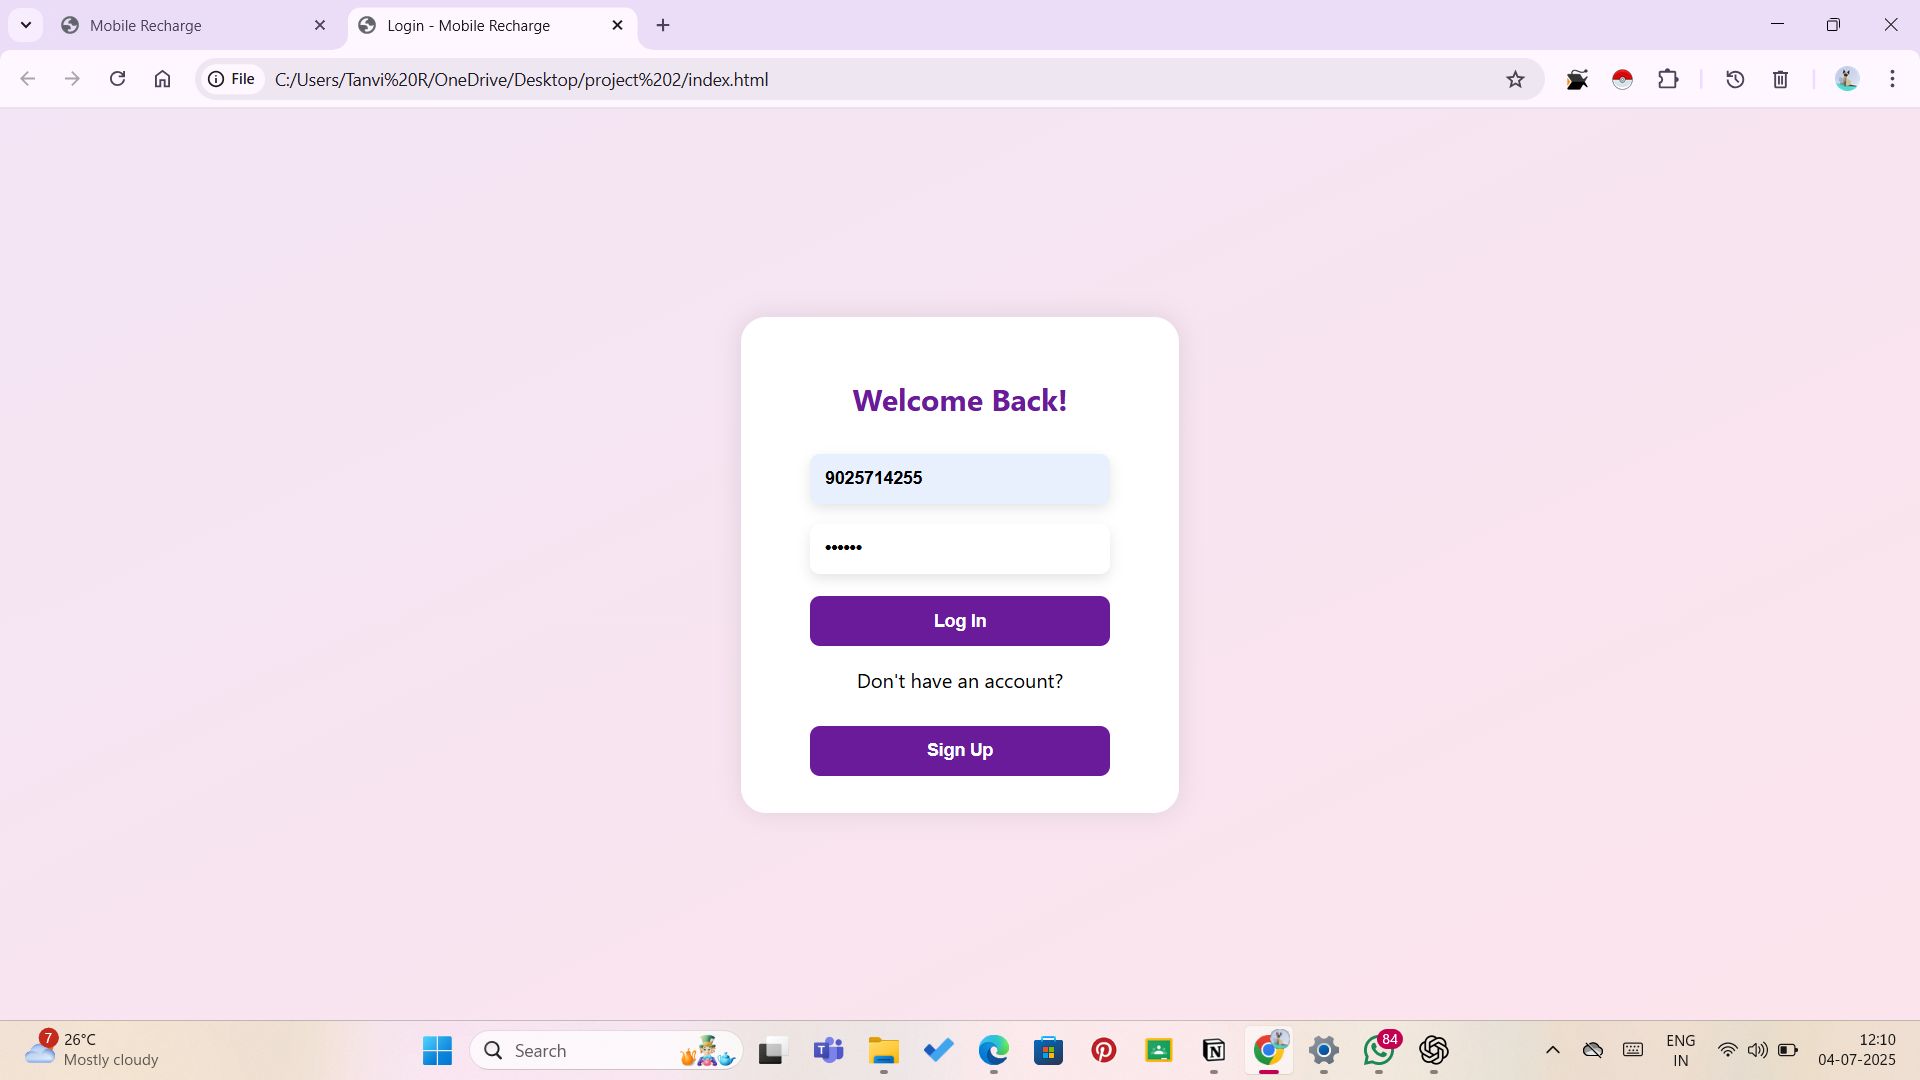 Mobile Recharge
Login - Mobile Recharge
File
C:/Users/Tanvi%20R/OneDrive/Desktop/project%202/index.html
Welcome Back!
9025714255
••••••
Log In
Don't have an account?
Sign Up
7
26°C
Mostly cloudy
Search
84
ENG
IN
12:10
04-07-2025